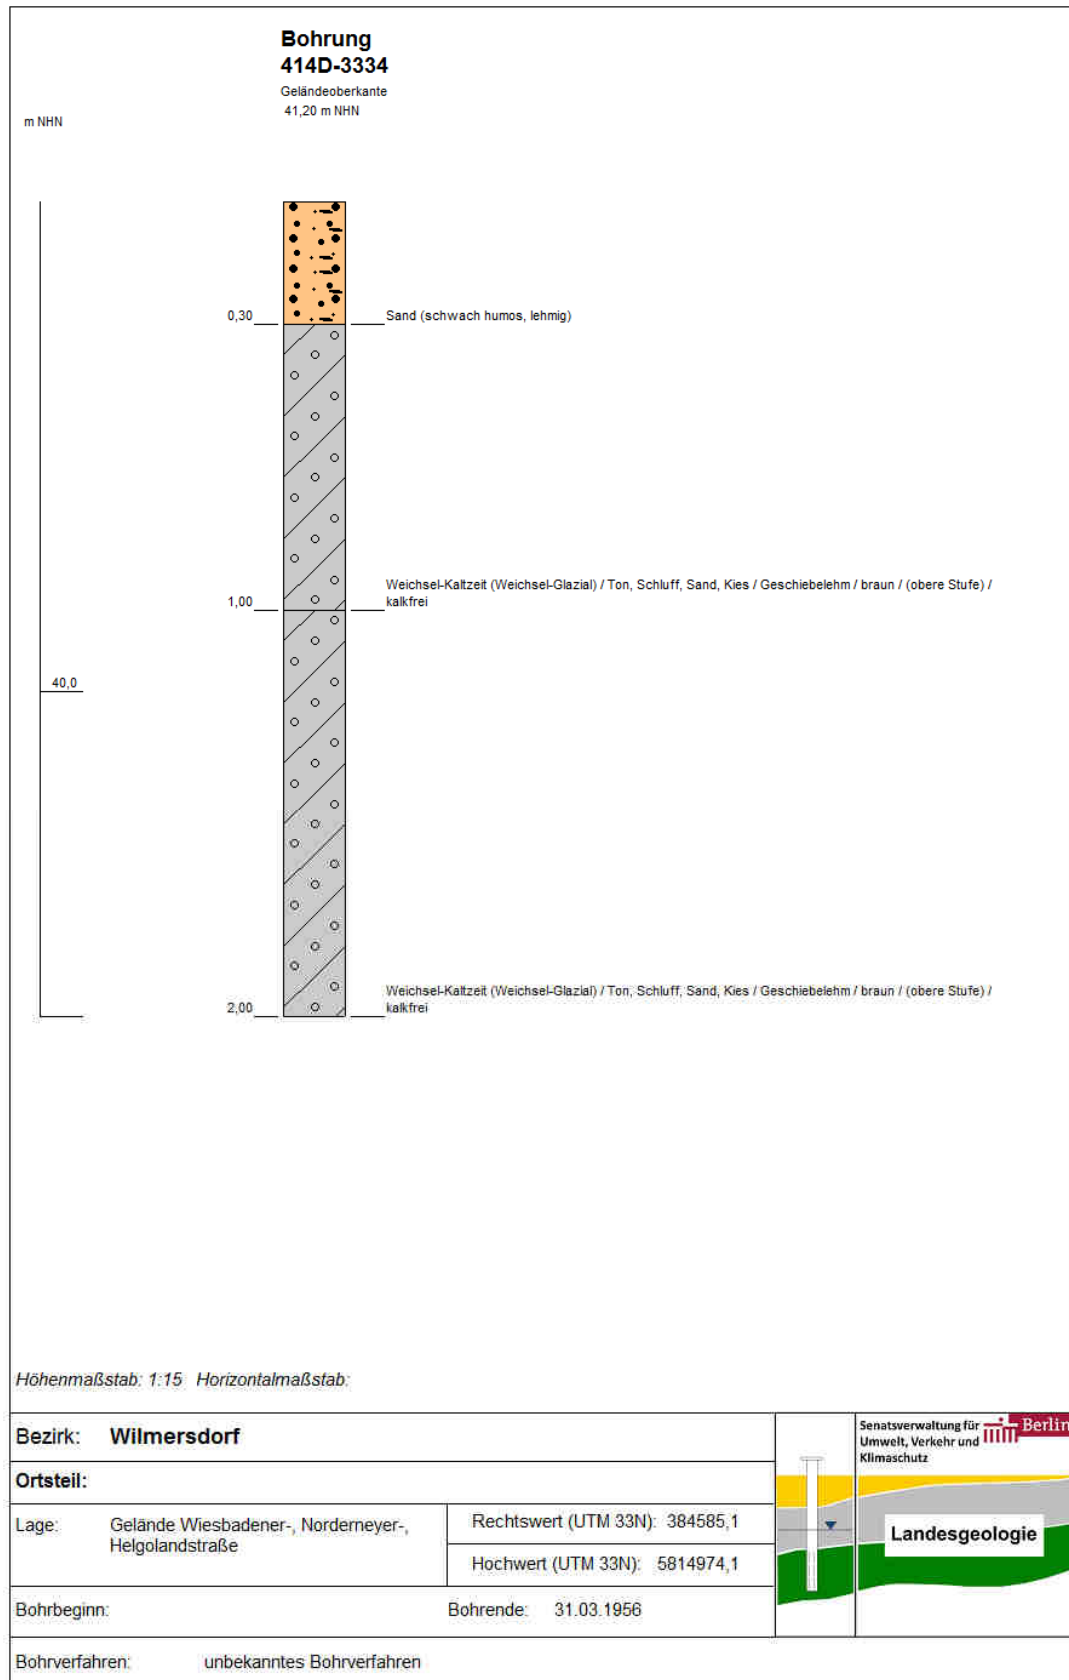 Bohrung
414D-3334
Geländeoberkante
41,20 m NHN
m NHN
0,30
Sand (schwach humos, lehmig)
Weichsel-Kaltzeit (Weichsel-Glazial) / Ton, Schluff, Sand, Kies / Geschiebelehm / braun / (obere Stufe) /
1,00
kalkfrei
40,0
Weichsel-Kaltzeit (Weichsel-Glazial) / Ton, Schluff, Sand, Kies / Geschiebelehm / braun / (obere Stufe) /
2,00
kalkfrei
Höhenmaßstab: 1:15 Horizontalmaßstab:
Bezirk: Wilmersdorf
Ortsteil:
Lage: Gelände Wiesbadener-, Norderneyer-,
Helgolandstraße
Rechtswert (UTM 33N): 384585,1
Hochwert (UTM 33N): 5814974,1
Bohrbeginn:
Bohrende: 31.03.1956
Bohrverfahren: unbekanntes Bohrverfahren
Senatsverwaltung für
Umwelt, Verkehr und
Klimaschutz
Berlin
Landesgeologie